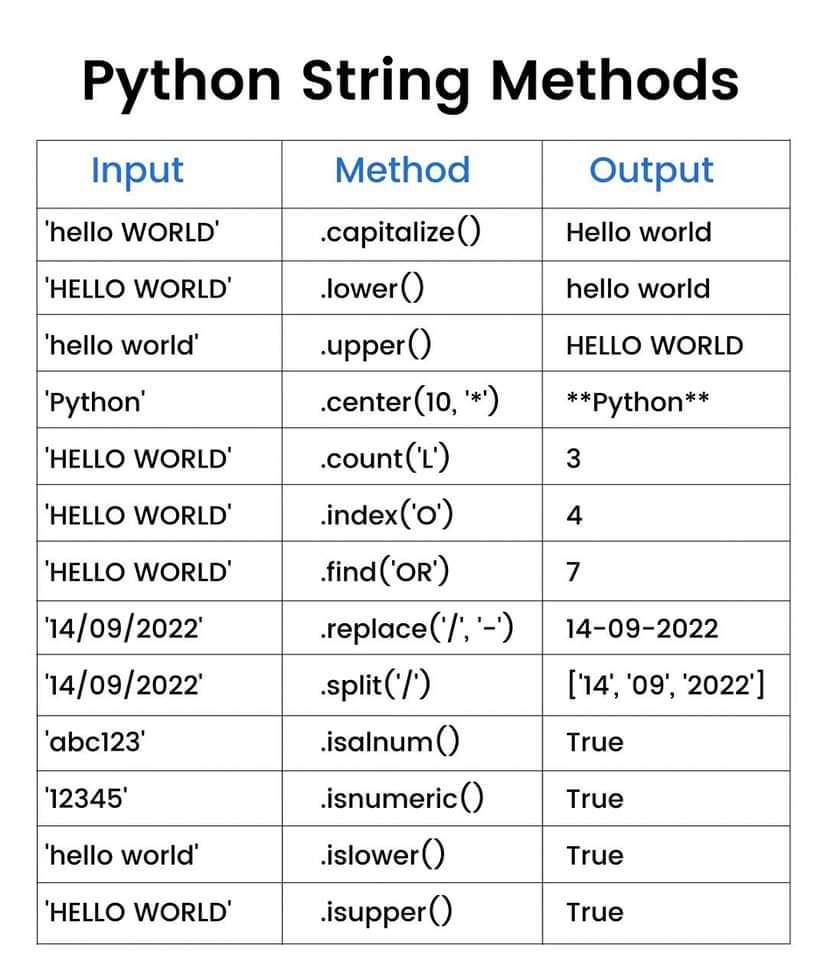 Python String Methods
Input Method Output
'hello WORLD' .capitalize() Hello world
'HELLO WORLD' .lower() hello world
'hello world' .upper() HELLO WORLD
'Python' .center(10, '*') **Python**
'HELLO WORLD' .count('L') 3
'HELLO WORLD' .index('O') 4
'HELLO WORLD' .find('OR') 7
'14/09/2022' .replace('/', '-') 14-09-2022
'14/09/2022' .split('/') ['14', '09', '2022']
'abc123' .isalnum() True
'12345' .isnumeric() True
'hello world' .islower() True
'HELLO WORLD' .isupper() True